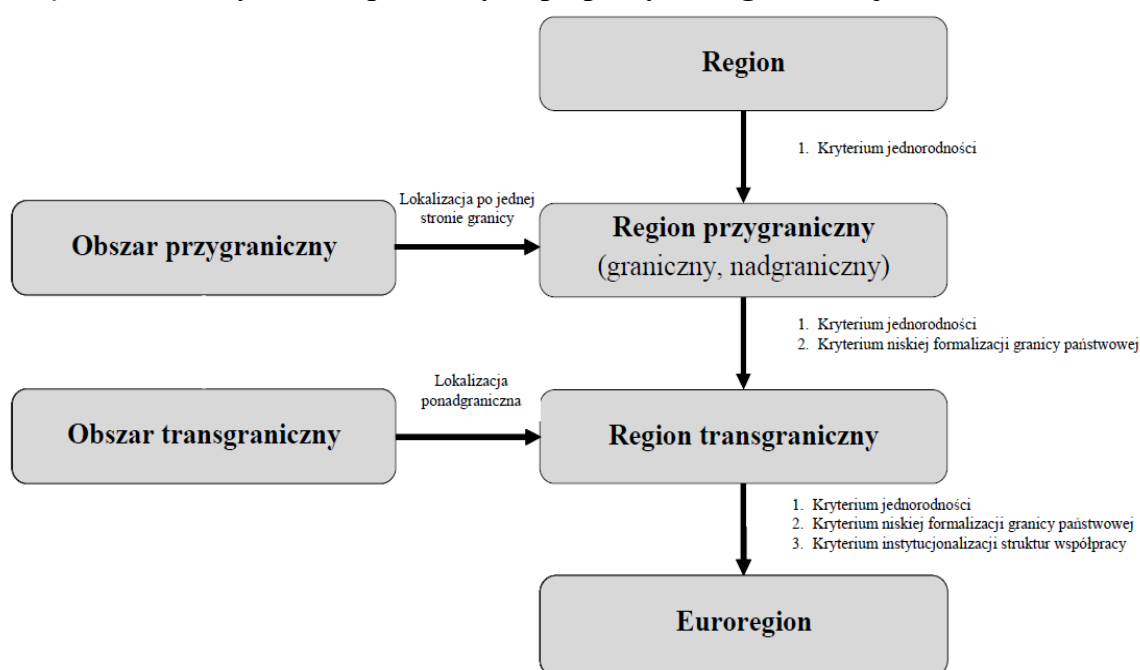 Region
1. Kryterium jednorodności
Lokalizacja po jednej
stronie granicy
Obszar przygraniczny
Region przygraniczny
(graniczny, nadgraniczny)
1. Kryterium jednorodności
2. Kryterium niskiej formalizacji granicy państwowej
Lokalizacja
ponadgraniczna
Obszar transgraniczny
Region transgraniczny
1. Kryterium jednorodności
2. Kryterium niskiej formalizacji granicy państwowej
3. Kryterium instytucjonalizacji struktur współpracy
Euroregion